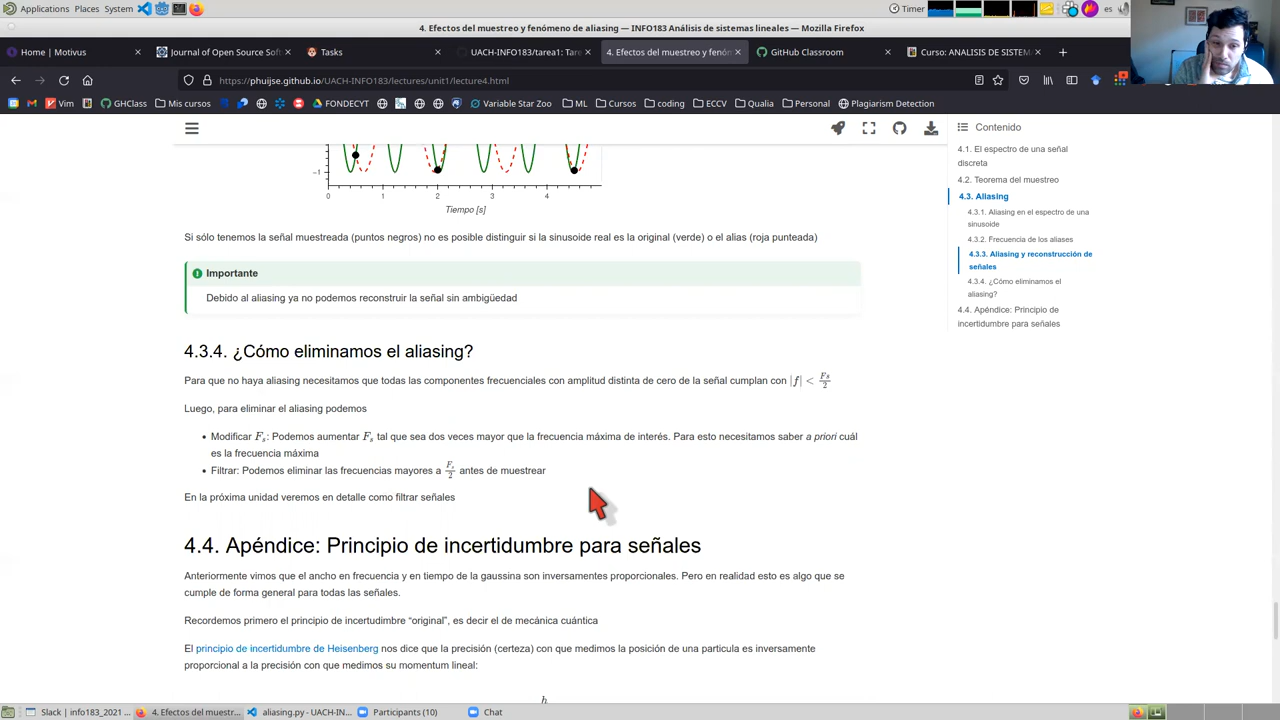 Applications Places System Timer es
4. Efectos del muestreo y fenómeno de aliasing — INFO183 Análisis de sistemas lineales — Mozilla Firefox
Home | Motivus × Journal of Open Source Sof × Tasks × UACH-INFO183:Tarea1: Tare × 4. Efectos del muestreo y fenóm × GitHub Classroom × Curso: ANALISIS DE SISTEMA × +
https://phuijse.github.io/UACH-INFO183/lectures/unit1/lecture4.html
Vim GHClass Mis cursos FONDECYT Variable Star Zoo ML Cursos coding ECCV Qualia Personal Plagiarism Detection
Contenido
4.1. El espectro de una señal
discreta
4.2. Teorema del muestreo
4.3. Aliasing
4.3.1. Aliasing en el espectro de una
sinusoide
4.3.2. Frecuencia de los aliases
4.3.3. Aliasing y reconstrucción de
señales
4.3.4. ¿Cómo eliminamos el
aliasing?
4.4. Apéndice: Principio de
incertidumbre para señales
−1
0 1 2 3 4
Tiempo [s]
Si sólo tenemos la señal muestreada (puntos negros) no es posible distinguir si la sinusoide real es la original (verde) o el alias (roja punteada)
Importante
Debido al aliasing ya no podemos reconstruir la señal sin ambigüedad
4.3.4. ¿Cómo eliminamos el aliasing?
Para que no haya aliasing necesitamos que todas las componentes frecuenciales con amplitud distinta de cero de la señal cumplan con |f| < Fs/2
Luego, para eliminar el aliasing podemos
• Modificar F_s: Podemos aumentar F_s tal que sea dos veces mayor que la frecuencia máxima de interés. Para esto necesitamos saber a priori cuál
es la frecuencia máxima
• Filtrar: Podemos eliminar las frecuencias mayores a F_s/2 antes de muestrear
En la próxima unidad veremos en detalle como filtrar señales
4.4. Apéndice: Principio de incertidumbre para señales
Anteriormente vimos que el ancho en frecuencia y en tiempo de la gaussina son inversamente proporcionales. Pero en realidad esto es algo que se
cumple de forma general para todas las señales.
Recordemos primero el principio de incertudimbre “original”, es decir el de mecánica cuántica
El principio de incertidumbre de Heisenberg nos dice que la precisión (certeza) con que medimos la posición de una particula es inversamente
proporcional a la precisión con que medimos su momentum lineal:
Slack | info183_2021 ... 4. Efectos del muestr... aliasing.py - UACH-IN... Participants (10) Chat